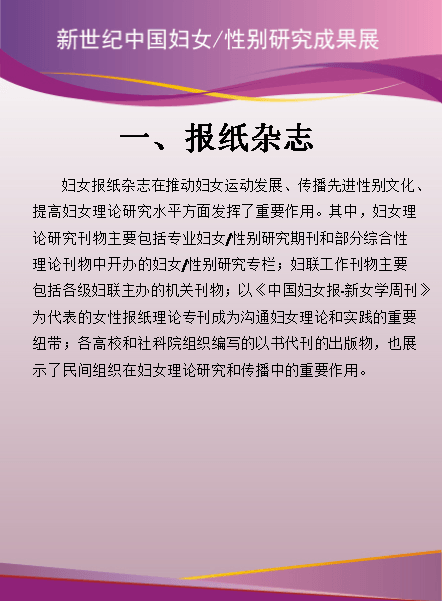 新世纪中国妇女/性别研究成果展
一、报纸杂志
妇女报纸杂志在推动妇女运动发展、传播先进性别文化、
提高妇女理论研究水平方面发挥了重要作用。其中，妇女理
论研究刊物主要包括专业妇女/性别研究期刊和部分综合性
理论刊物中开办的妇女/性别研究专栏；妇联工作刊物主要
包括各级妇联主办的机关刊物；以《中国妇女报·新女学周刊》
为代表的女性报纸理论专刊成为沟通妇女理论和实践的重要
纽带；各高校和社科院组织编写的以书代刊的出版物，也展
示了民间组织在妇女理论研究和传播中的重要作用。